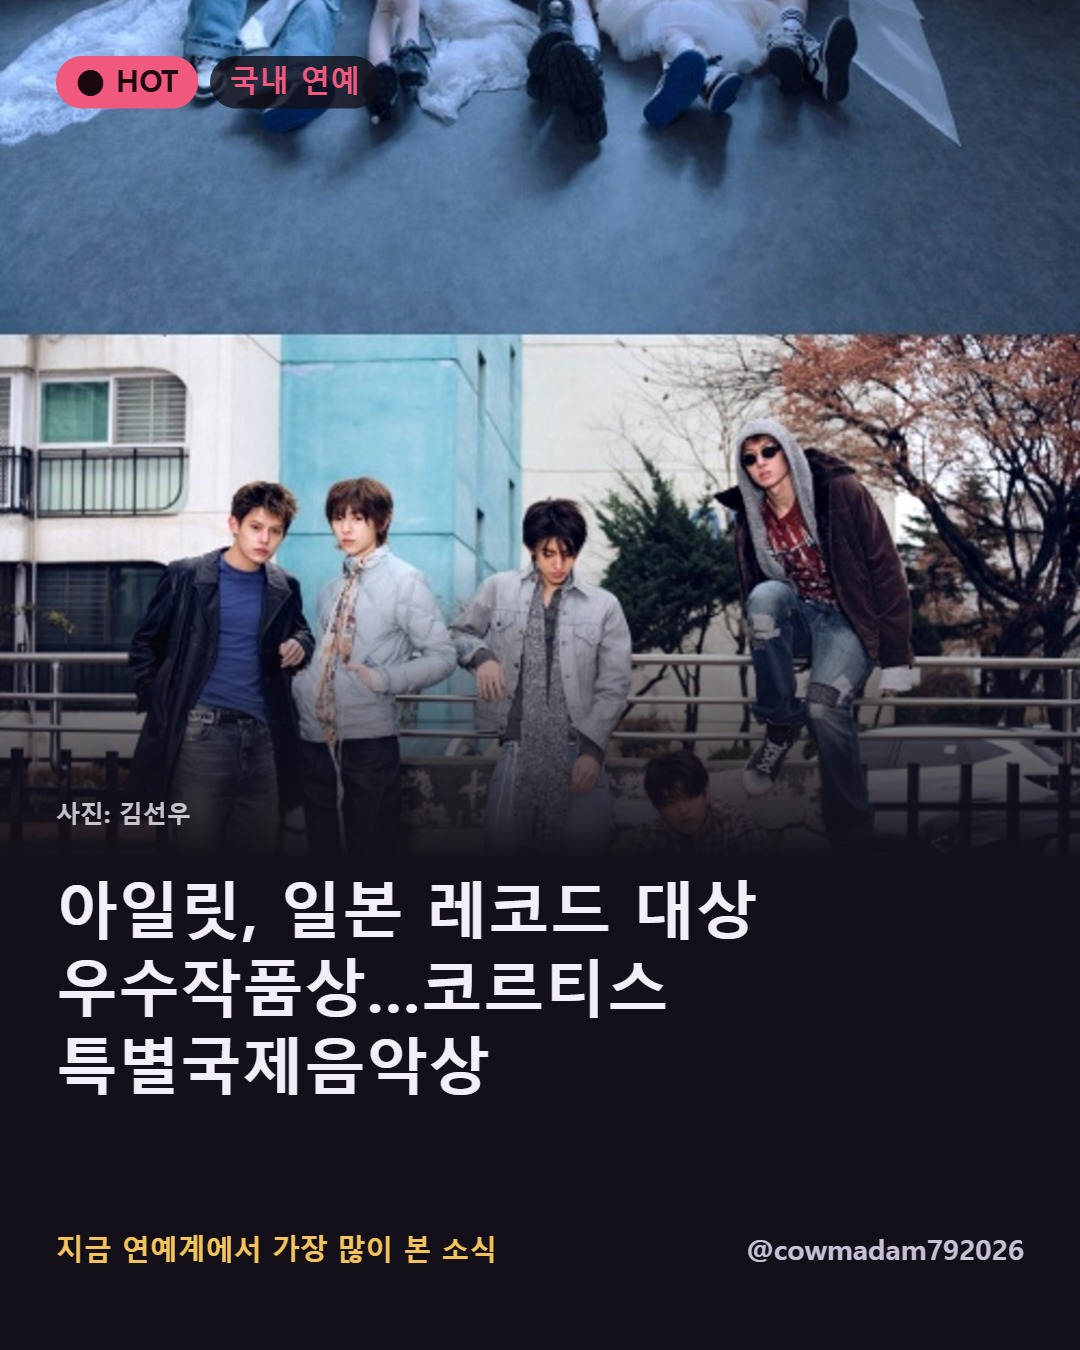 HOT
국내 연예
사진: 김선우
아일릿, 일본 레코드 대상
우수작품상…코르티스
특별국제음악상
지금 연예계에서 가장 많이 본 소식
@cowmadam792026